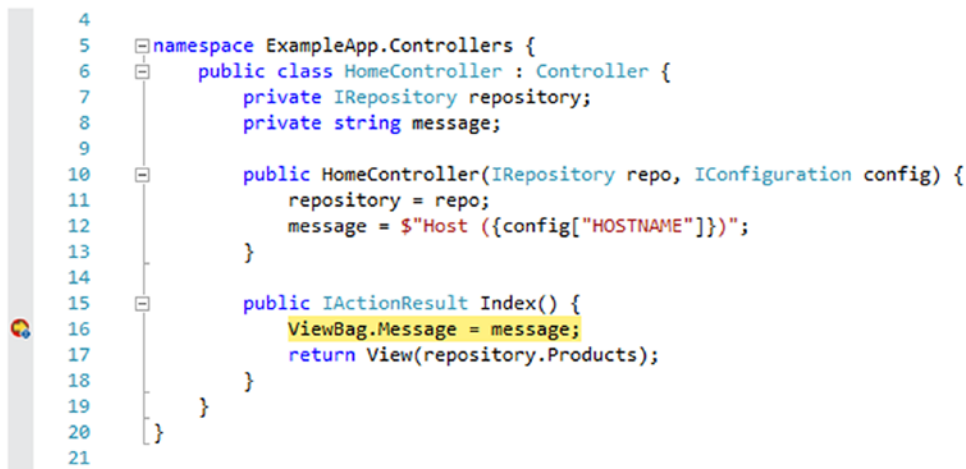 4
5 namespace ExampleApp.Controllers {
6     public class HomeController : Controller {
7         private IRepository repository;
8         private string message;
9
10         public HomeController(IRepository repo, IConfiguration config) {
11             repository = repo;
12             message = $"Host ({config["HOSTNAME"]})";
13         }
14
15         public IActionResult Index() {
16             ViewBag.Message = message;
17             return View(repository.Products);
18         }
19     }
20 }
21